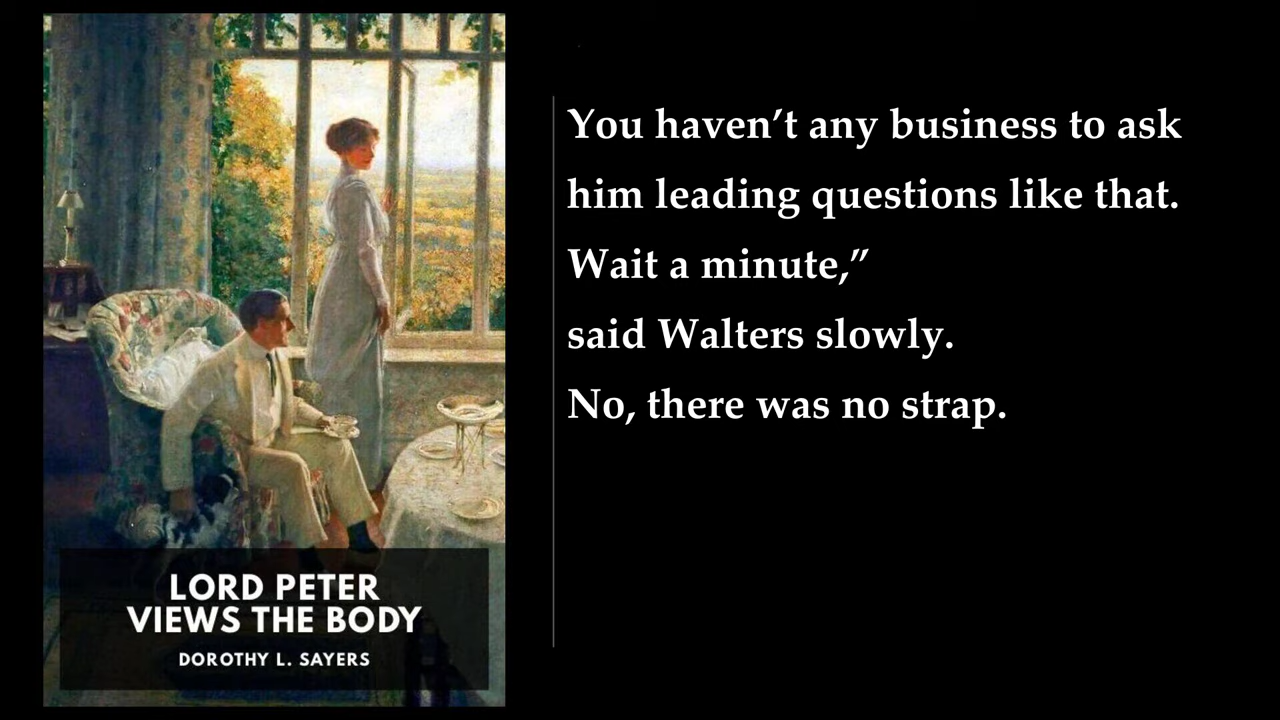 You haven’t any business to ask
him leading questions like that.
Wait a minute,”
said Walters slowly.
No, there was no strap.
LORD PETER
VIEWS THE BODY
DOROTHY L. SAYERS